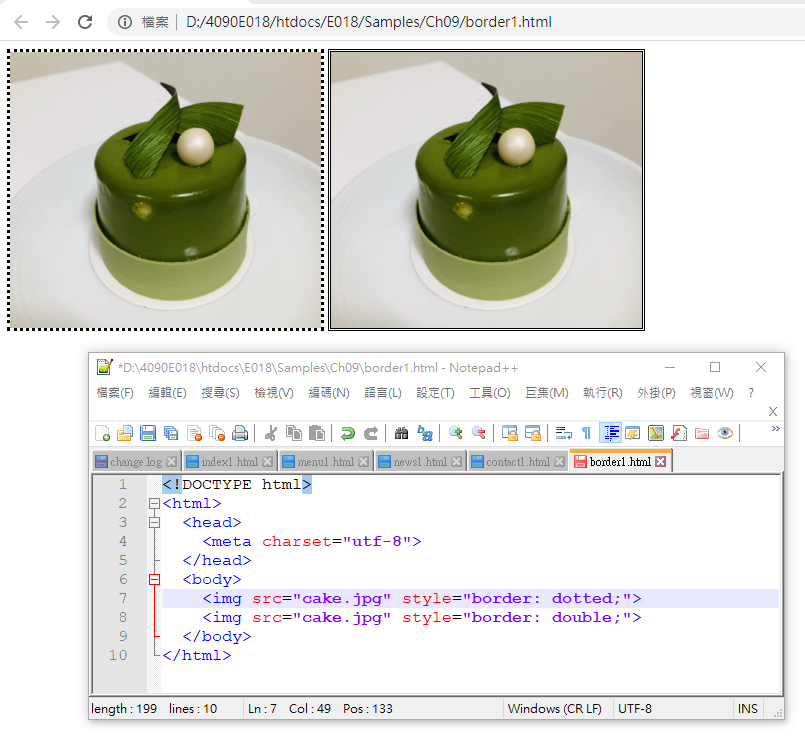 檔案 | D:/4090E018/htdocs/E018/Samples/Ch09/border1.html
*D:\4090E018\htdocs\E018\Samples\Ch09\border1.html - Notepad++
檔案(F) 編輯(E) 搜尋(S) 檢視(V) 編碼(N) 語言(L) 設定(T) 工具(O) 巨集(M) 執行(R) 外掛(P) 視窗(W) ?
X
change.log index1.html menu1.html news1.html contact1.html border1.html
1 <!DOCTYPE html>
2 <html>
3 <head>
4 <meta charset="utf-8">
5 </head>
6 <body>
7 <img src="cake.jpg" style="border: dotted;">
8 <img src="cake.jpg" style="border: double;">
9 </body>
10 </html>
length : 199 lines : 10 Ln : 7 Col : 49 Pos : 133 Windows (CR LF) UTF-8 INS